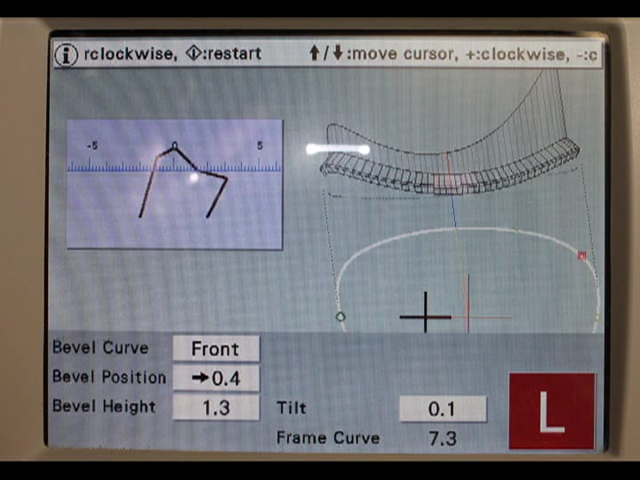 i rclockwise, ◇:restart ↑/↓:move cursor, +:clockwise, -:c
-5 0 5
Bevel Curve Front
Bevel Position →0.4
Bevel Height 1.3
Tilt 0.1
Frame Curve 7.3
L